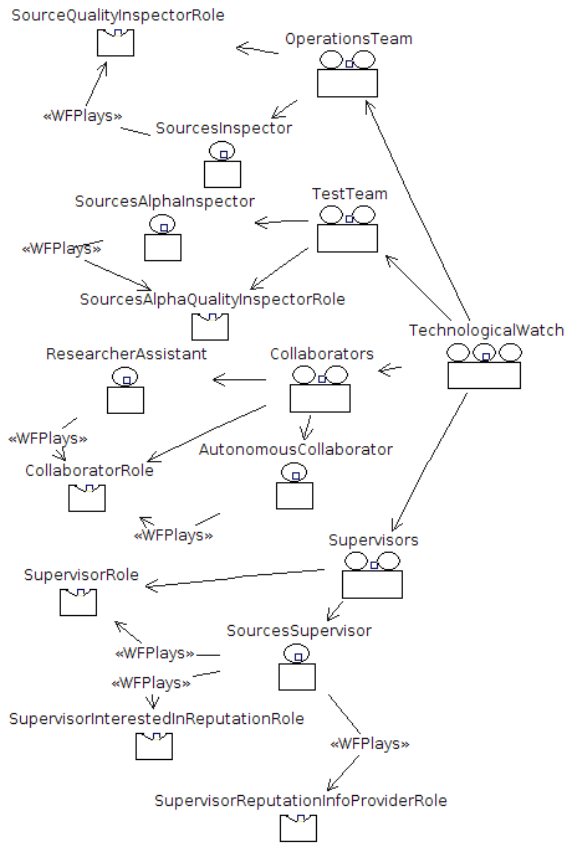 SourceQualityInspectorRole
OperationsTeam
«WFPlays»
SourcesInspector
TestTeam
SourcesAlphaInspector
«WFPlays»
SourcesAlphaQualityInspectorRole
TechnologicalWatch
ResearcherAssistant
Collaborators
«WFPlays»
AutonomousCollaborator
CollaboratorRole
«WFPlays»
Supervisors
SupervisorRole
SourcesSupervisor
«WFPlays»
«WFPlays»
SupervisorInterestedInReputationRole
«WFPlays»
SupervisorReputationInfoProviderRole